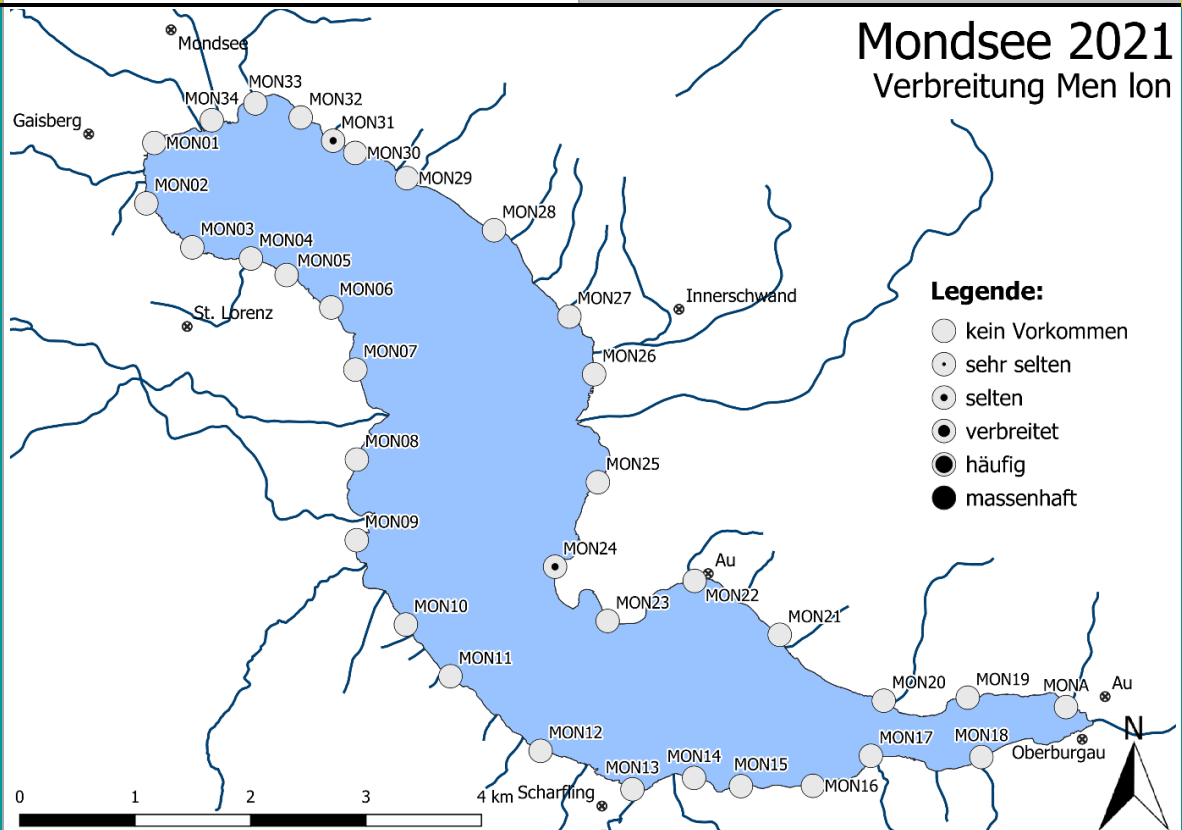 Mondsee 2021
Verbreitung Men lon
Mondsee
MON33
MON34
MON32
Gaisberg
MON31
MON01
MON30
MON29
MON02
MON28
MON03
MON04
MON05
MON06
MON27
Innerschwand
St. Lorenz
MON07
MON26
Legende:
kein Vorkommen
sehr selten
selten
verbreitet
häufig
massenhaft
MON08
MON25
MON09
MON24
Au
MON22
MON10
MON23
MON21
MON11
MON20
MON19
MONA
Au
MON12
MON17
MON18
Oberburgau
N
MON13
MON14
MON15
MON16
Scharfling
0 1 2 3 4 km